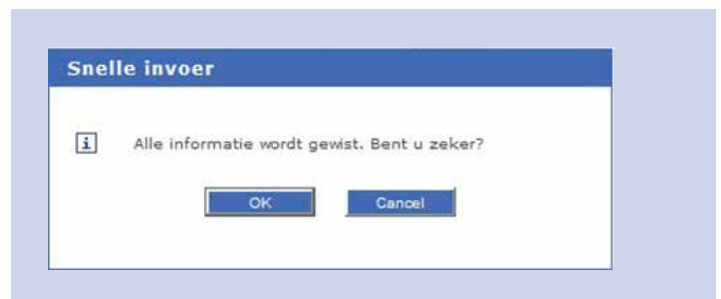 Snelle invoer
i
Alle informatie wordt gewist. Bent u zeker?
OK
Cancel